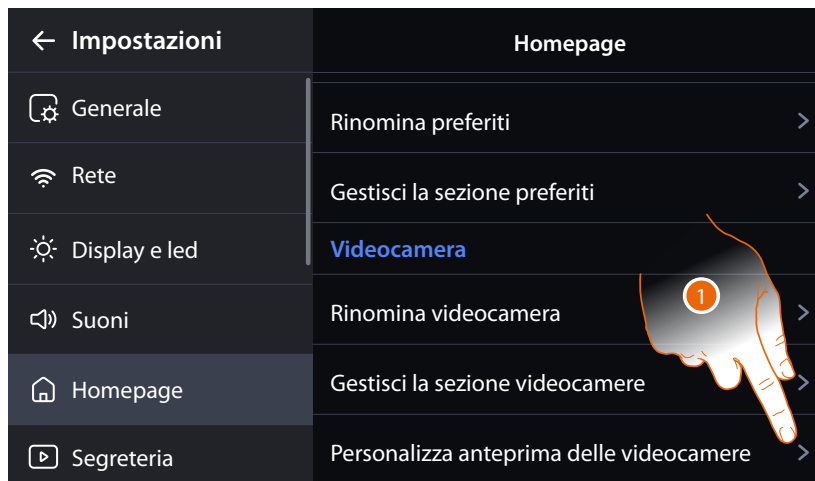 Impostazioni
Generale
Rete
Display e led
Suoni
Homepage
Segreteria
Homepage
Rinomina preferiti
Gestisci la sezione preferiti
Videocamera
Rinomina videocamera
1
Gestisci la sezione videocamere
Personalizza anteprima delle videocamere